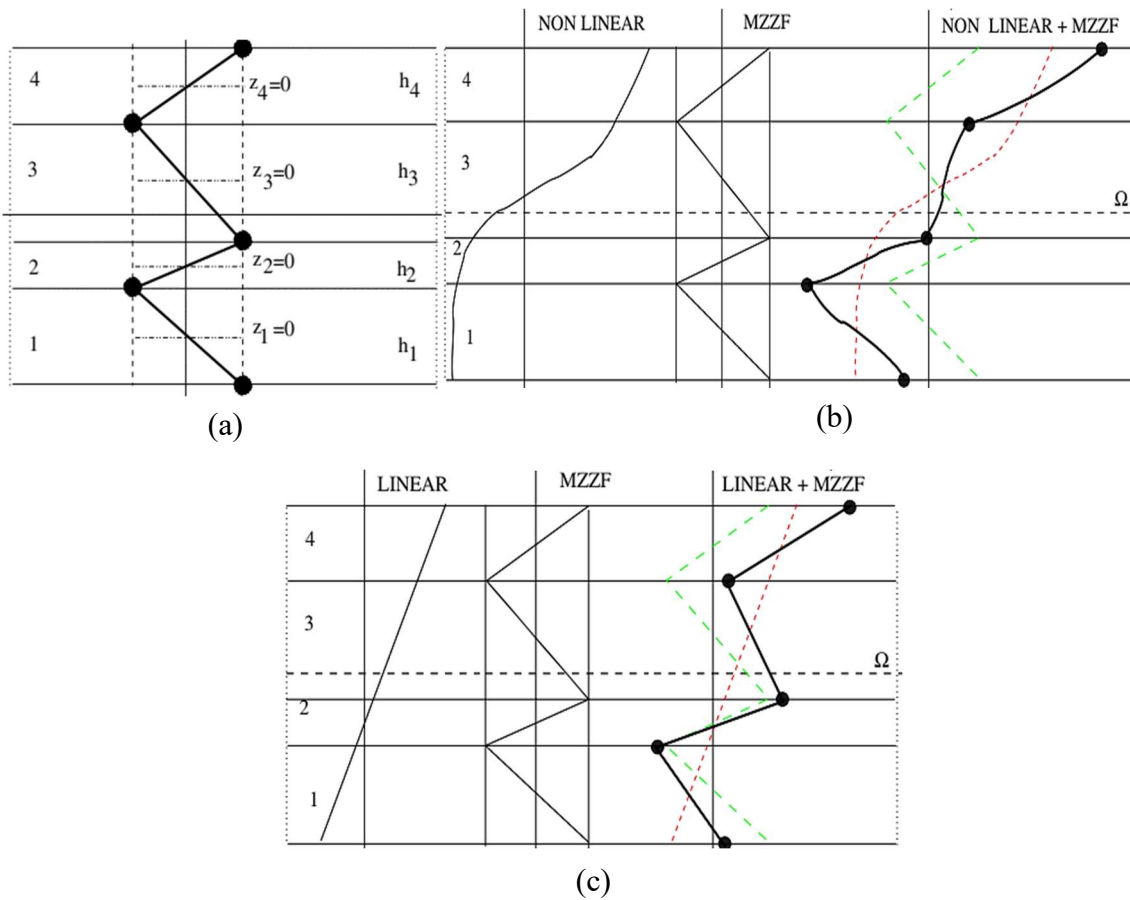 4
z₄=0
h₄
3
z₃=0
h₃
2
z₂=0
h₂
1
z₁=0
h₁
(a)
NON LINEAR
MZZF
NON LINEAR + MZZF
4
3
Ω
2
1
(b)
LINEAR
MZZF
LINEAR + MZZF
4
3
Ω
2
1
(c)